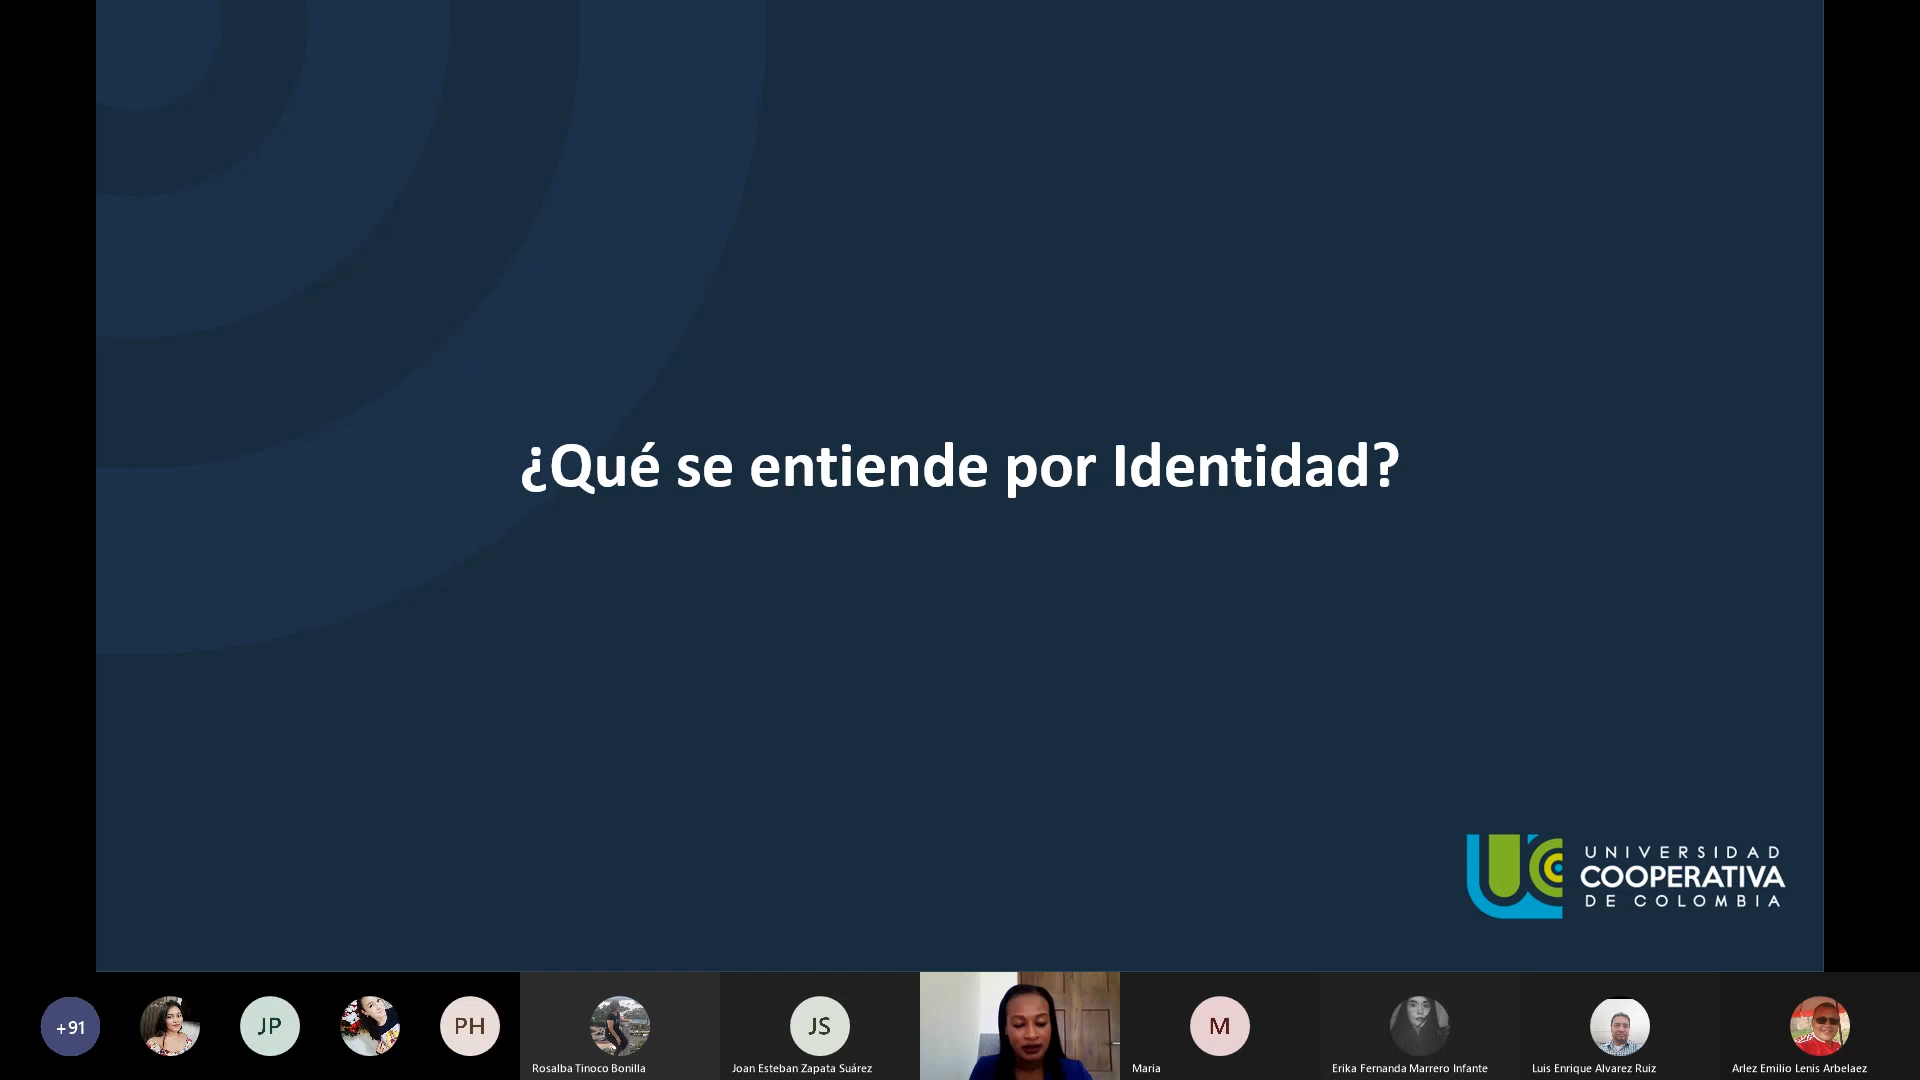 ¿Qué se entiende por Identidad?
UNIVERSIDAD
COOPERATIVA
DE COLOMBIA
+91
JP
PH
JS
M
Rosalba Tinoco Bonilla
Joan Esteban Zapata Suárez
Maria
Erika Fernanda Marrero Infante
Luis Enrique Alvarez Ruiz
Arlez Emilio Lenis Arbelaez